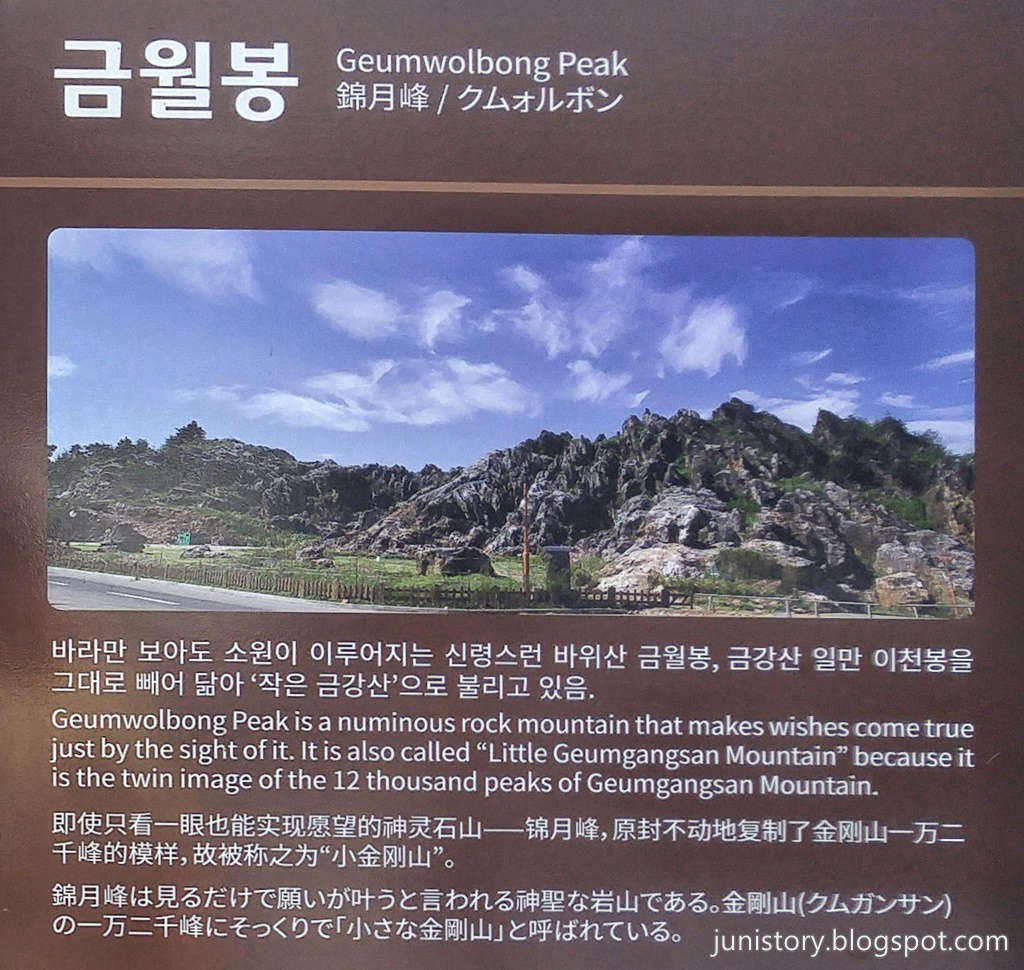 금월봉
Geumwolbong Peak
錦月峰 / クムォルボン
바라만 보아도 소원이 이루어지는 신령스런 바위산 금월봉, 금강산 일만 이천봉을
그대로 빼어 닮아 ‘작은 금강산’으로 불리고 있음.
Geumwolbong Peak is a numinous rock mountain that makes wishes come true
just by the sight of it. It is also called “Little Geumgangsan Mountain” because it
is the twin image of the 12 thousand peaks of Geumgangsan Mountain.
即使只看一眼也能实现愿望的神灵石山——锦月峰，原封不动地复制了金刚山一万二
千峰的模样，故被称之为“小金刚山”。
錦月峰は見るだけで願いが叶うと言われる神聖な岩山である。金剛山(クムガンサン)
の一万二千峰にそっくりで「小さな金剛山」と呼ばれている。
junistory.blogspot.com